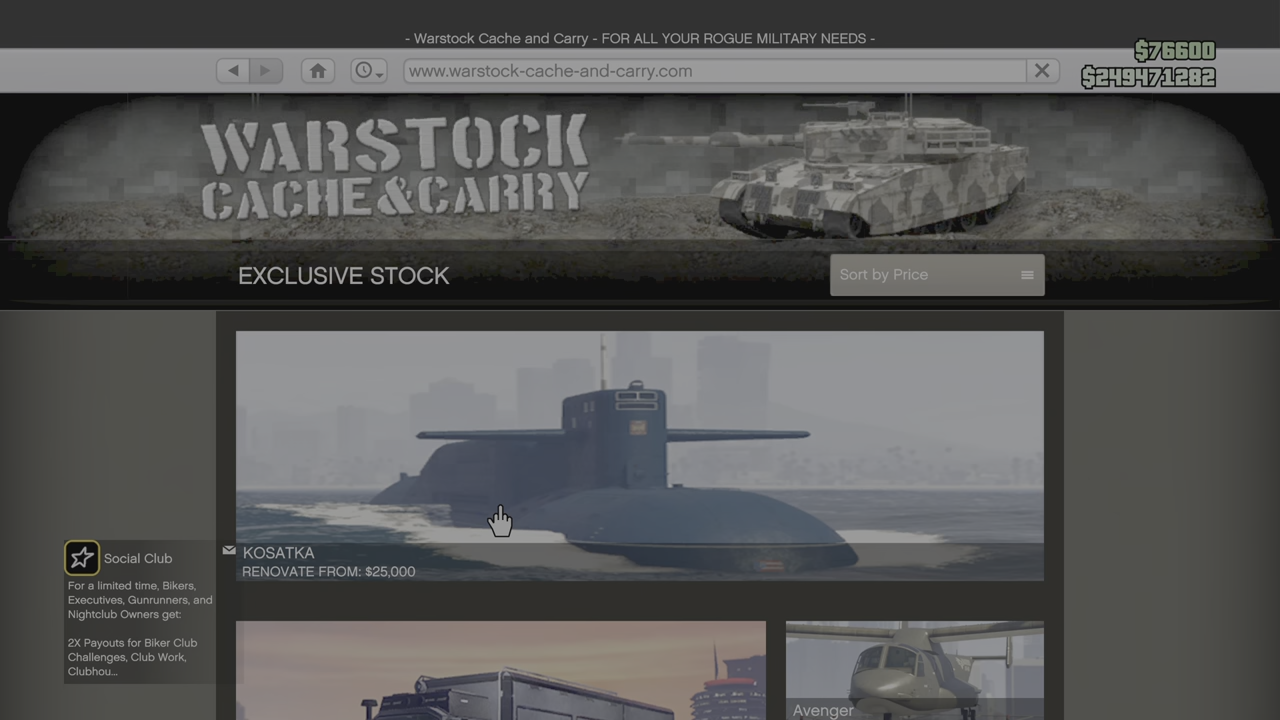 - Warstock Cache and Carry - FOR ALL YOUR ROGUE MILITARY NEEDS -
$76600
www.warstock-cache-and-carry.com
$249471282
WARSTOCK
CACHE&CARRY
EXCLUSIVE STOCK
Sort by Price
KOSATKA
RENOVATE FROM: $25,000
Social Club
For a limited time, Bikers,
Executives, Gunrunners, and
Nightclub Owners get:
2X Payouts for Biker Club
Challenges, Club Work,
Clubhou...
Avenger